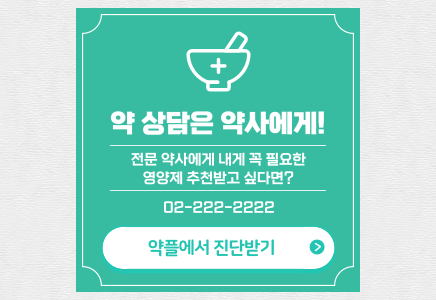 약 상담은 약사에게!
전문 약사에게 내게 꼭 필요한
영양제 추천받고 싶다면?
02-222-2222
약플에서 진단받기